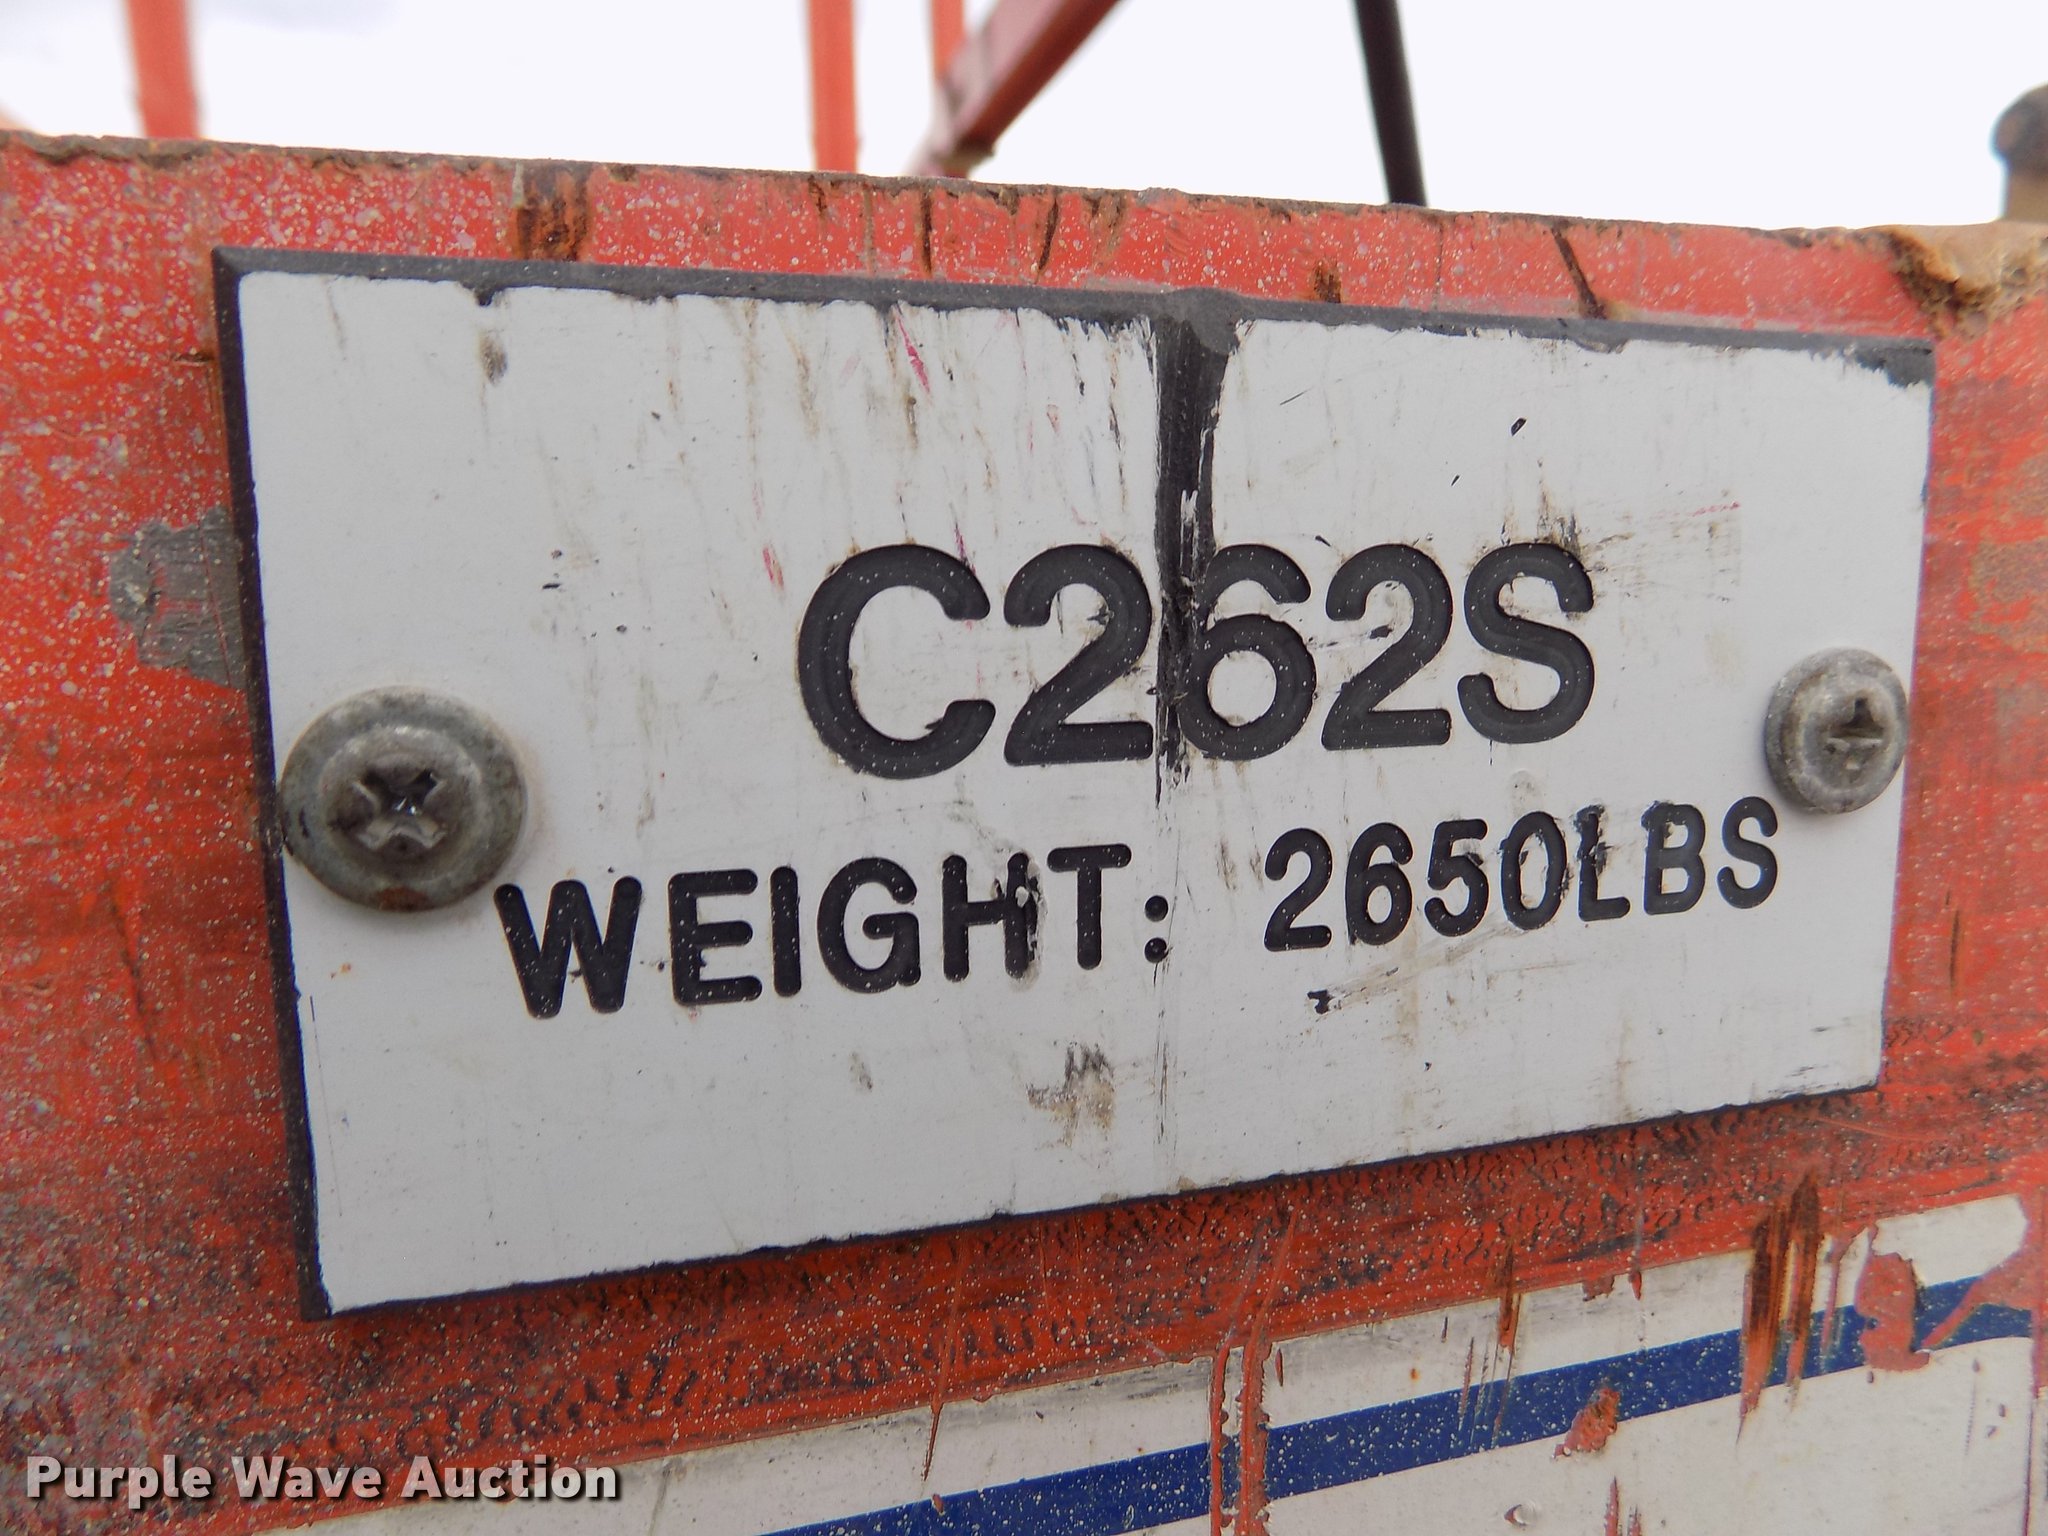 C262S
WEIGHT: 2650LBS
Purple Wave Auction